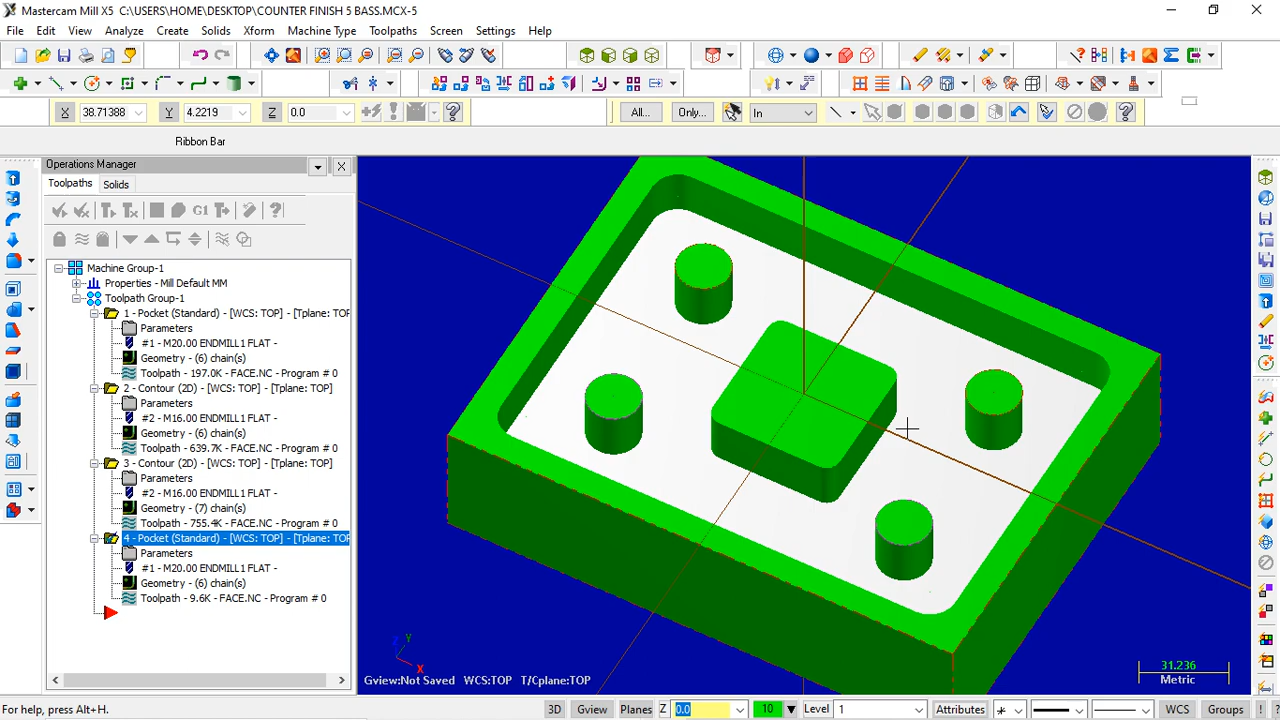 Mastercam Mill X5 C:\USERS\HOME\DESKTOP\COUNTER FINISH 5 BASS.MCX-5
File Edit View Analyze Create Solids Xform Machine Type Toolpaths Screen Settings Help
X 38.71388 Y 4.2219 Z 0.0 All... Only... In
Ribbon Bar
Operations Manager
Toolpaths Solids
G1
Machine Group-1
Properties - Mill Default MM
Toolpath Group-1
1 - Pocket (Standard) - [WCS: TOP] - [Tplane: TOP
Parameters
#1 - M20.00 ENDMILL1 FLAT -
Geometry - (6) chain(s)
Toolpath - 197.0K - FACE.NC - Program # 0
2 - Contour (2D) - [WCS: TOP] - [Tplane: TOP]
Parameters
#2 - M16.00 ENDMILL1 FLAT -
Geometry - (6) chain(s)
Toolpath - 639.7K - FACE.NC - Program # 0
3 - Contour (2D) - [WCS: TOP] - [Tplane: TOP]
Parameters
#2 - M16.00 ENDMILL1 FLAT -
Geometry - (7) chain(s)
Toolpath - 755.4K - FACE.NC - Program # 0
4 - Pocket (Standard) - [WCS: TOP] - [Tplane: TOP
Parameters
#1 - M20.00 ENDMILL1 FLAT -
Geometry - (6) chain(s)
Toolpath - 9.6K - FACE.NC - Program # 0
Z Y
X
31.236
Metric
Gview:Not Saved WCS:TOP T/Cplane:TOP
For help, press Alt+H. 3D Gview Planes Z 0.0 10 Level 1 Attributes WCS Groups ! ?